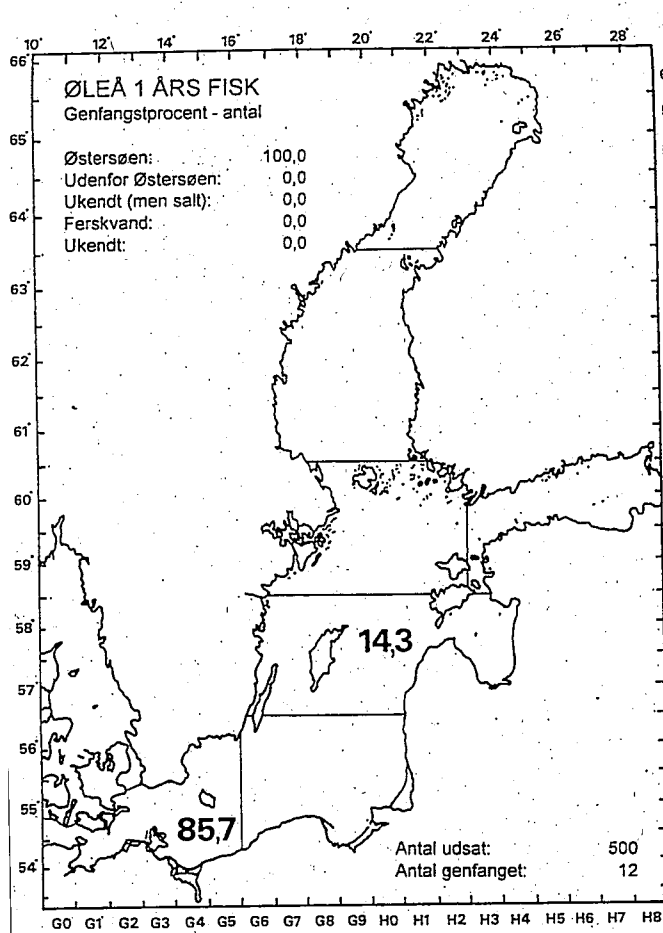 10° 12° 14° 16° 18° 20° 22° 24° 26° 28°
66°
ØLEÅ 1 ÅRS FISK
Genfangstprocent - antal
65°
Østersøen: 100,0
Udenfor Østersøen: 0,0
Ukendt (men salt): 0,0
64°
Ferskvand: 0,0
Ukendt: 0,0
63°
62°
61°
60°
59°
58°
14,3
57°
56°
55°
85,7
Antal udsat: 500
54°
Antal genfanget: 12
G0 G1 G2 G3 G4 G5 G6 G7 G8 G9 H0 H1 H2 H3 H4 H5 H6 H7 H8